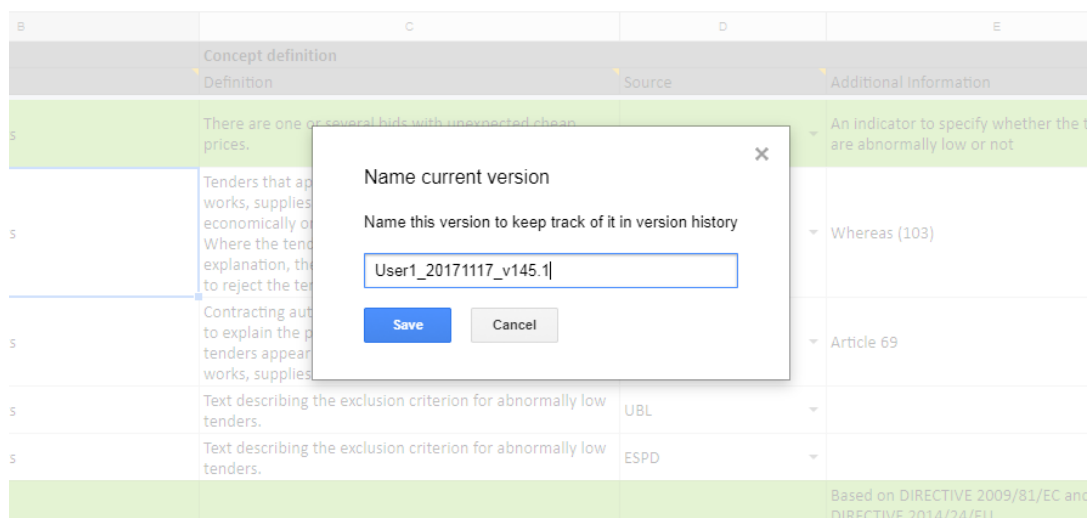 B C D E
Concept definition
Definition Source Additional Information
There are one or several bids with unexpected cheap
prices.
An indicator to specify whether the t
are abnormally low or not
s
Name current version
Name this version to keep track of it in version history
User1_20171117_v145.1
Save Cancel
Tenders that ap
works, supplies
economically or
Where the tend
explanation, the
to reject the ter
s
Whereas (103)
Contracting aut
to explain the p
tenders appear
works, supplies
s
Article 69
s
Text describing the exclusion criterion for abnormally low
tenders.
UBL
s
Text describing the exclusion criterion for abnormally low
tenders.
ESPD
Based on DIRECTIVE 2009/81/EC and
DIRECTIVE 2014/24/EU